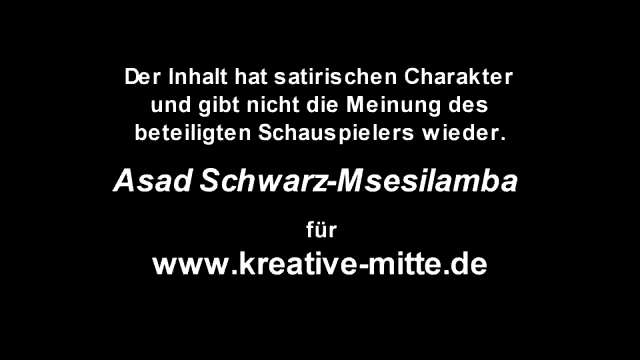 Der Inhalt hat satirischen Charakter
und gibt nicht die Meinung des
beteiligten Schauspielers wieder.
Asad Schwarz-Msesilamba
für
www.kreative-mitte.de